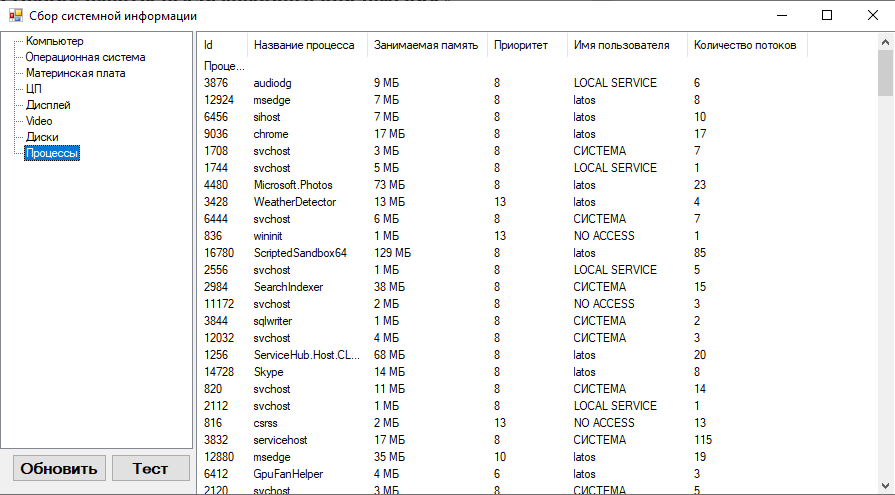 Сбор системной информации
Компьютер
Операционная система
Материнская плата
ЦП
Дисплей
Video
Диски
Процессы
Обновить
Тест
Id Название процесса Занимаемая память Приоритет Имя пользователя Количество потоков
Проце...
3876 audiodg 9 МБ 8 LOCAL SERVICE 6
12924 msedge 7 МБ 8 latos 8
6456 sihost 7 МБ 8 latos 10
9036 chrome 17 МБ 8 latos 17
1708 svchost 3 МБ 8 СИСТЕМА 7
1744 svchost 5 МБ 8 LOCAL SERVICE 1
4480 Microsoft.Photos 73 МБ 8 latos 23
3428 WeatherDetector 13 МБ 13 latos 4
6444 svchost 6 МБ 8 СИСТЕМА 7
836 wininit 1 МБ 13 NO ACCESS 1
16780 ScriptedSandbox64 129 МБ 8 latos 85
2556 svchost 1 МБ 8 LOCAL SERVICE 5
2984 SearchIndexer 38 МБ 8 СИСТЕМА 15
11172 svchost 2 МБ 8 NO ACCESS 3
3844 sqlwriter 1 МБ 8 СИСТЕМА 2
12032 svchost 4 МБ 8 СИСТЕМА 3
1256 ServiceHub.Host.CL... 68 МБ 8 latos 20
14728 Skype 14 МБ 8 latos 8
820 svchost 11 МБ 8 СИСТЕМА 14
2112 svchost 1 МБ 8 LOCAL SERVICE 1
816 csrss 2 МБ 13 NO ACCESS 13
3832 servicehost 17 МБ 8 СИСТЕМА 115
12880 msedge 35 МБ 10 latos 19
6412 GpuFanHelper 4 МБ 6 latos 3
2120 svchost 3 МБ 8 СИСТЕМА 5